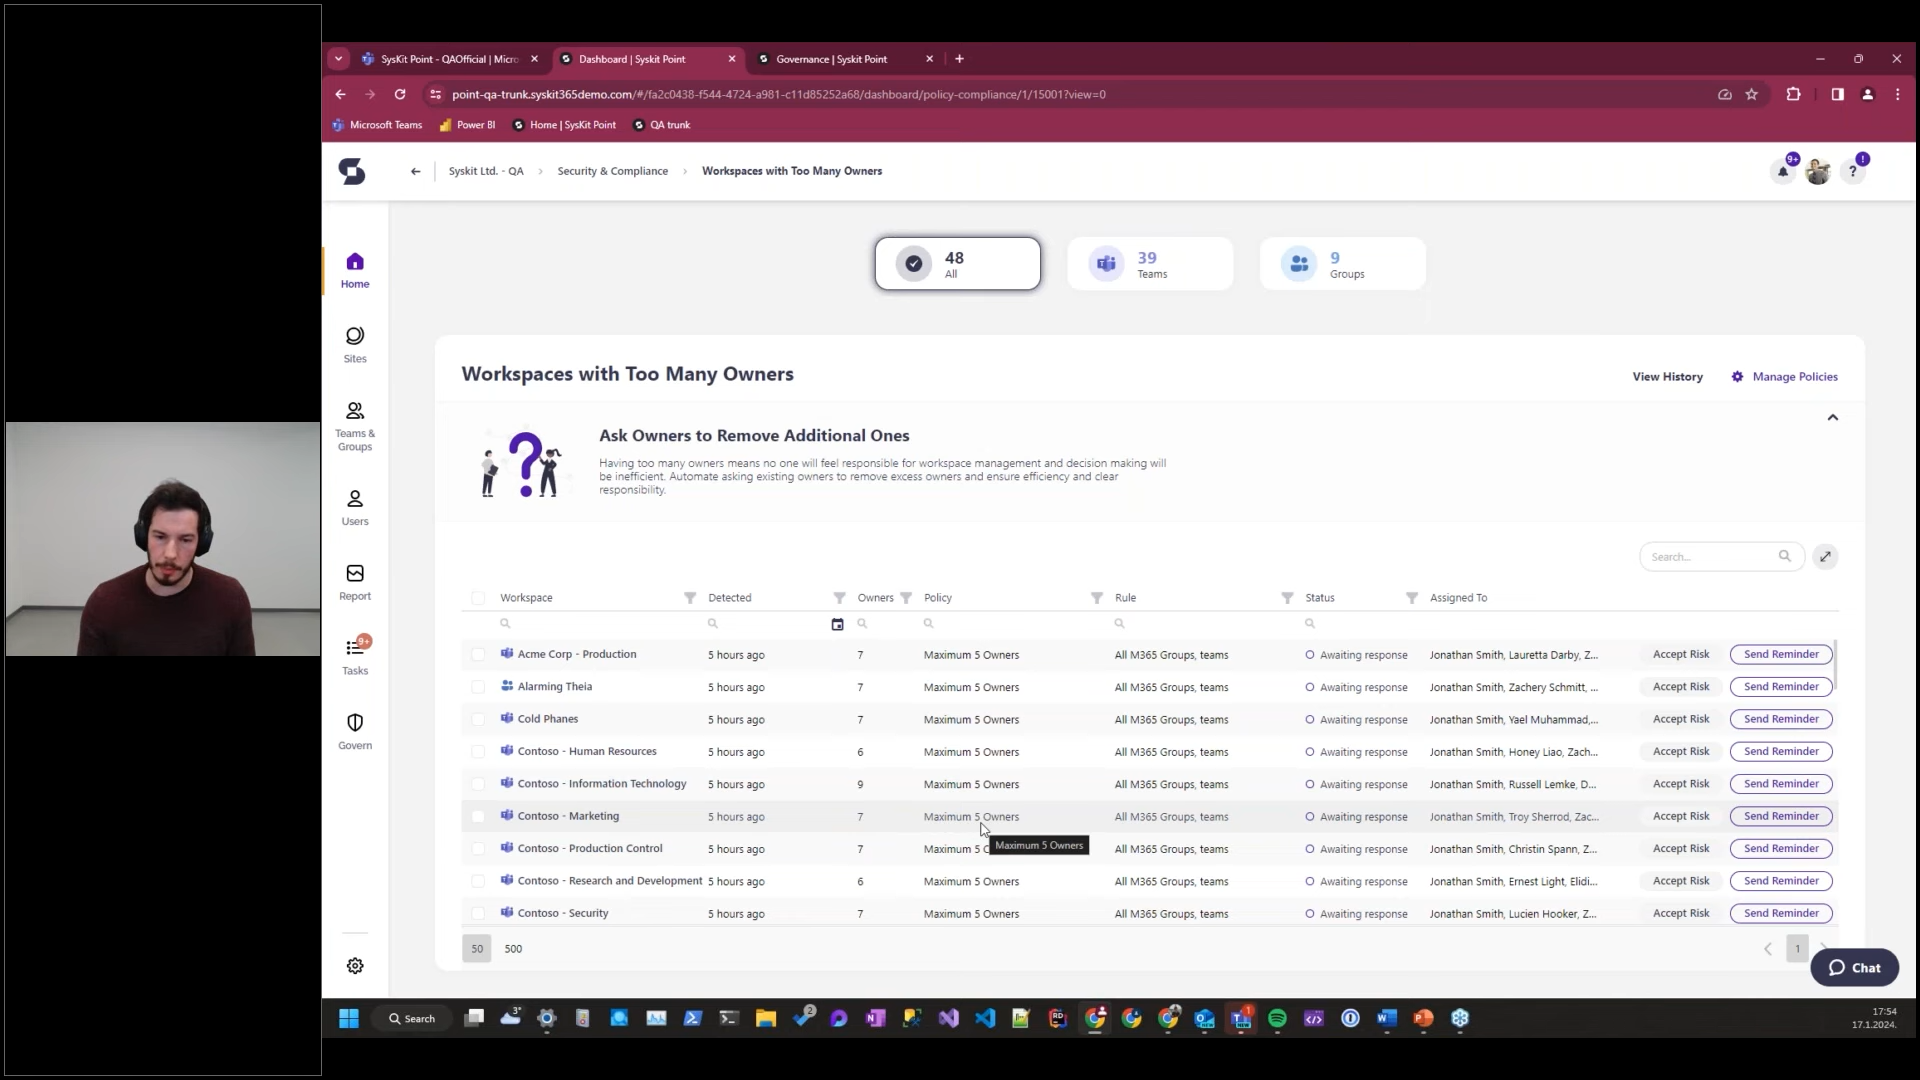 SysKit Point - QAOfficial | Micro
Dashboard | Syskit Point
Governance | Syskit Point
point-qa-trunk.syskit365demo.com/#/fa2c0438-f544-4724-a981-c11d85252a68/dashboard/policy-compliance/1/15001?view=0
Microsoft Teams
Power BI
Home | SysKit Point
QA trunk
Syskit Ltd. - QA > Security & Compliance > Workspaces with Too Many Owners
9+
!
?
Home
Sites
Teams &
Groups
Users
Report
9+
Tasks
Govern
48
All
39
Teams
9
Groups
Workspaces with Too Many Owners
View History
Manage Policies
Ask Owners to Remove Additional Ones
Having too many owners means no one will feel responsible for workspace management and decision making will
be inefficient. Automate asking existing owners to remove excess owners and ensure efficiency and clear
responsibility.
Search...
Workspace Detected Owners Policy Rule Status Assigned To
Acme Corp - Production 5 hours ago 7 Maximum 5 Owners All M365 Groups, teams Awaiting response Jonathan Smith, Lauretta Darby, Z... Accept Risk Send Reminder
Alarming Theia 5 hours ago 7 Maximum 5 Owners All M365 Groups, teams Awaiting response Jonathan Smith, Zachery Schmitt, ... Accept Risk Send Reminder
Cold Phanes 5 hours ago 7 Maximum 5 Owners All M365 Groups, teams Awaiting response Jonathan Smith, Yael Muhammad,... Accept Risk Send Reminder
Contoso - Human Resources 5 hours ago 6 Maximum 5 Owners All M365 Groups, teams Awaiting response Jonathan Smith, Honey Liao, Zach... Accept Risk Send Reminder
Contoso - Information Technology 5 hours ago 9 Maximum 5 Owners All M365 Groups, teams Awaiting response Jonathan Smith, Russell Lemke, D... Accept Risk Send Reminder
Contoso - Marketing 5 hours ago 7 Maximum 5 Owners All M365 Groups, teams Awaiting response Jonathan Smith, Troy Sherrod, Zac... Accept Risk Send Reminder
Contoso - Production Control 5 hours ago 7 Maximum 5 O All M365 Groups, teams Awaiting response Jonathan Smith, Christin Spann, Z... Accept Risk Send Reminder
Maximum 5 Owners
Contoso - Research and Development 5 hours ago 6 Maximum 5 Owners All M365 Groups, teams Awaiting response Jonathan Smith, Ernest Light, Elidi... Accept Risk Send Reminder
Contoso - Security 5 hours ago 7 Maximum 5 Owners All M365 Groups, teams Awaiting response Jonathan Smith, Lucien Hooker, Z... Accept Risk Send Reminder
50 500
1
Chat
Search
3°
2
1
17:54
17.1.2024.